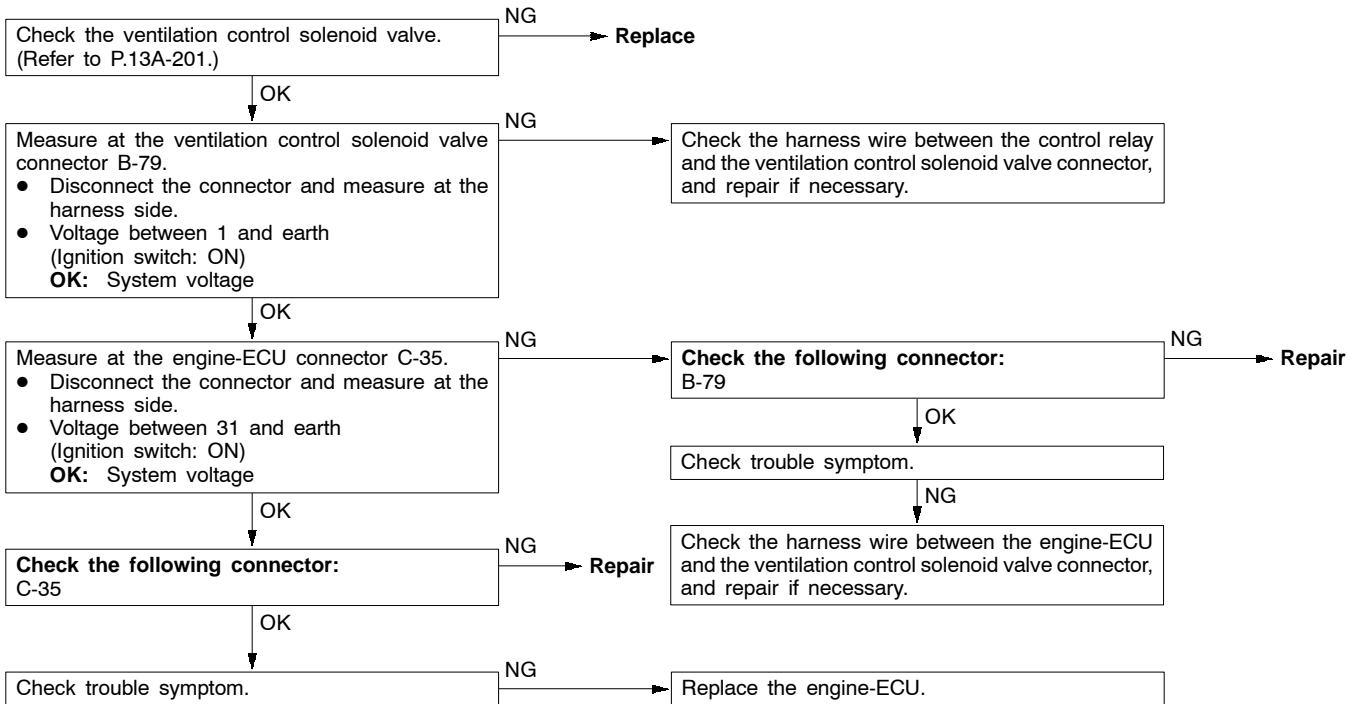 Check the ventilation control solenoid valve.
(Refer to P.13A-201.)
NG
Replace
OK
Measure at the ventilation control solenoid valve
connector B-79.
● Disconnect the connector and measure at the
harness side.
● Voltage between 1 and earth
(Ignition switch: ON)
OK: System voltage
NG
Check the harness wire between the control relay
and the ventilation control solenoid valve connector,
and repair if necessary.
OK
Measure at the engine-ECU connector C-35.
● Disconnect the connector and measure at the
harness side.
● Voltage between 31 and earth
(Ignition switch: ON)
OK: System voltage
NG
Check the following connector:
B-79
NG
Repair
OK
Check trouble symptom.
NG
Check the harness wire between the engine-ECU
and the ventilation control solenoid valve connector,
and repair if necessary.
OK
Check the following connector:
C-35
NG
Repair
OK
Check trouble symptom.
NG
Replace the engine-ECU.